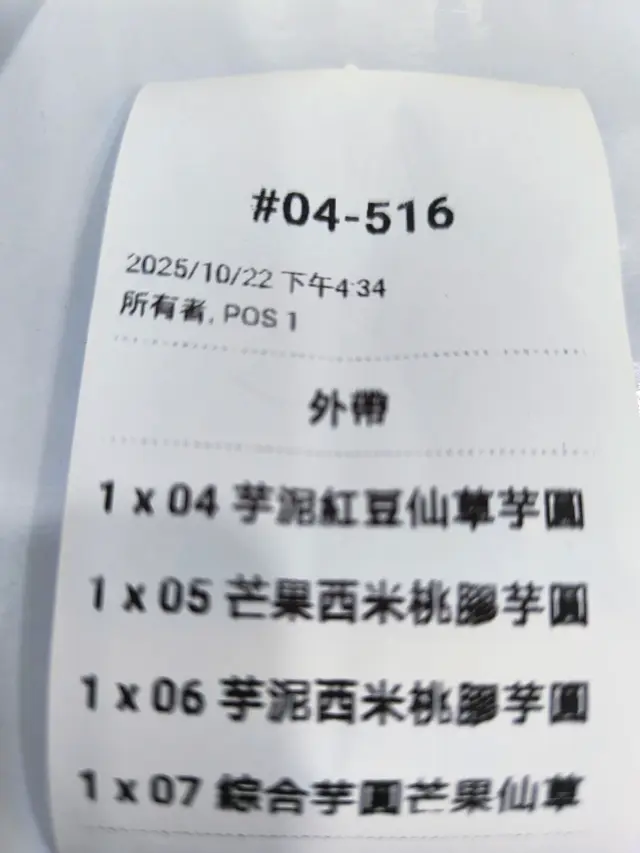 #04-516
2025/10/22 下午4:34
所有者, POS 1
外帶
1 x 04 芋泥紅豆仙草芋圓
1 x 05 芒果西米桃膠芋圓
1 x 06 芋泥西米桃膠芋圓
1 x 07 綜合芋圓芒果仙草